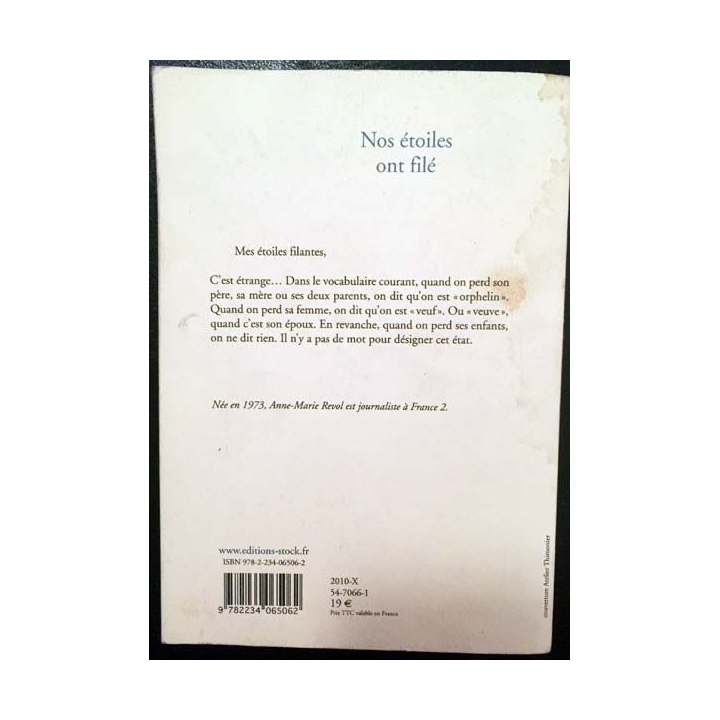 Nos étoiles
ont filé
Mes étoiles filantes,
C'est étrange… Dans le vocabulaire courant, quand on perd son
père, sa mère ou ses deux parents, on dit qu'on est « orphelin ».
Quand on perd sa femme, on dit qu'on est « veuf ». Ou « veuve »,
quand c'est son époux. En revanche, quand on perd ses enfants,
on ne dit rien. Il n'y a pas de mot pour désigner cet état.
Née en 1973, Anne-Marie Revol est journaliste à France 2.
www.editions-stock.fr
ISBN 978-2-234-06506-2
9 782234 065062
2010-X
54-7066-1
19 €
Prix TTC valable en France
couverture Atelier Thimonier